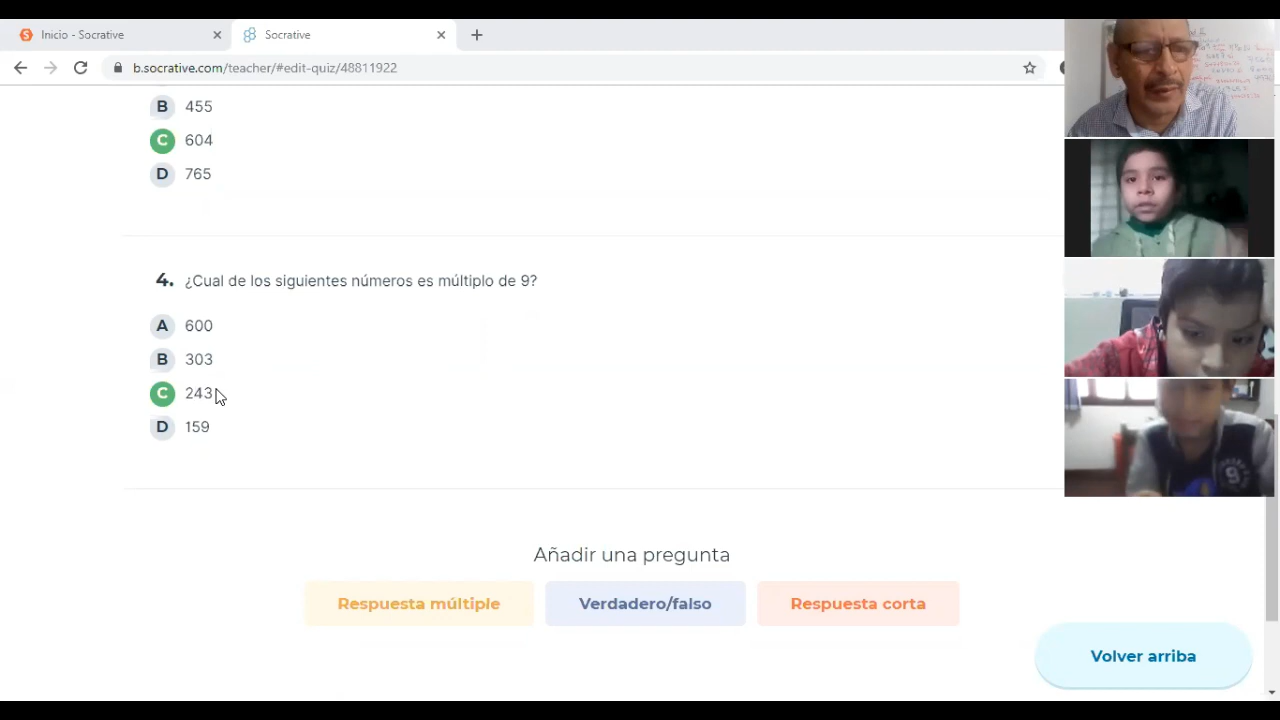 Inicio - Socrative
Socrative
b.socrative.com/teacher/#edit-quiz/48811922
B 455
C 604
D 765
4. ¿Cual de los siguientes números es múltiplo de 9?
A 600
B 303
C 243
D 159
Añadir una pregunta
Respuesta múltiple
Verdadero/falso
Respuesta corta
Volver arriba